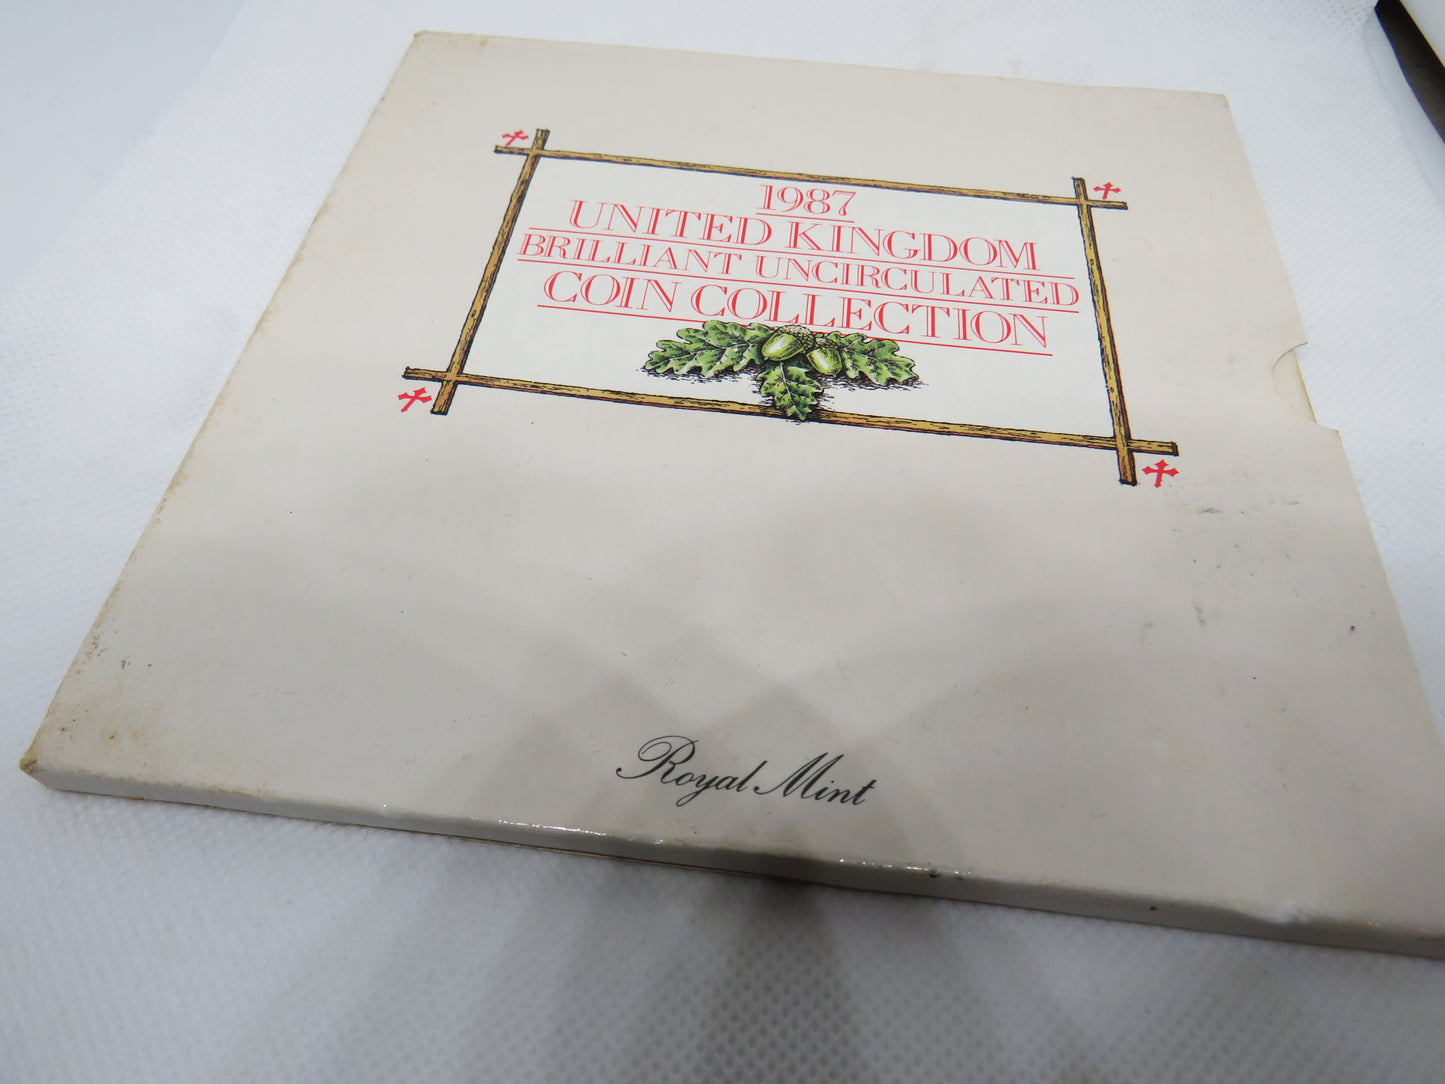 1987
UNITED KINGDOM
BRILLIANT UNCIRCULATED
COIN COLLECTION
Royal Mint